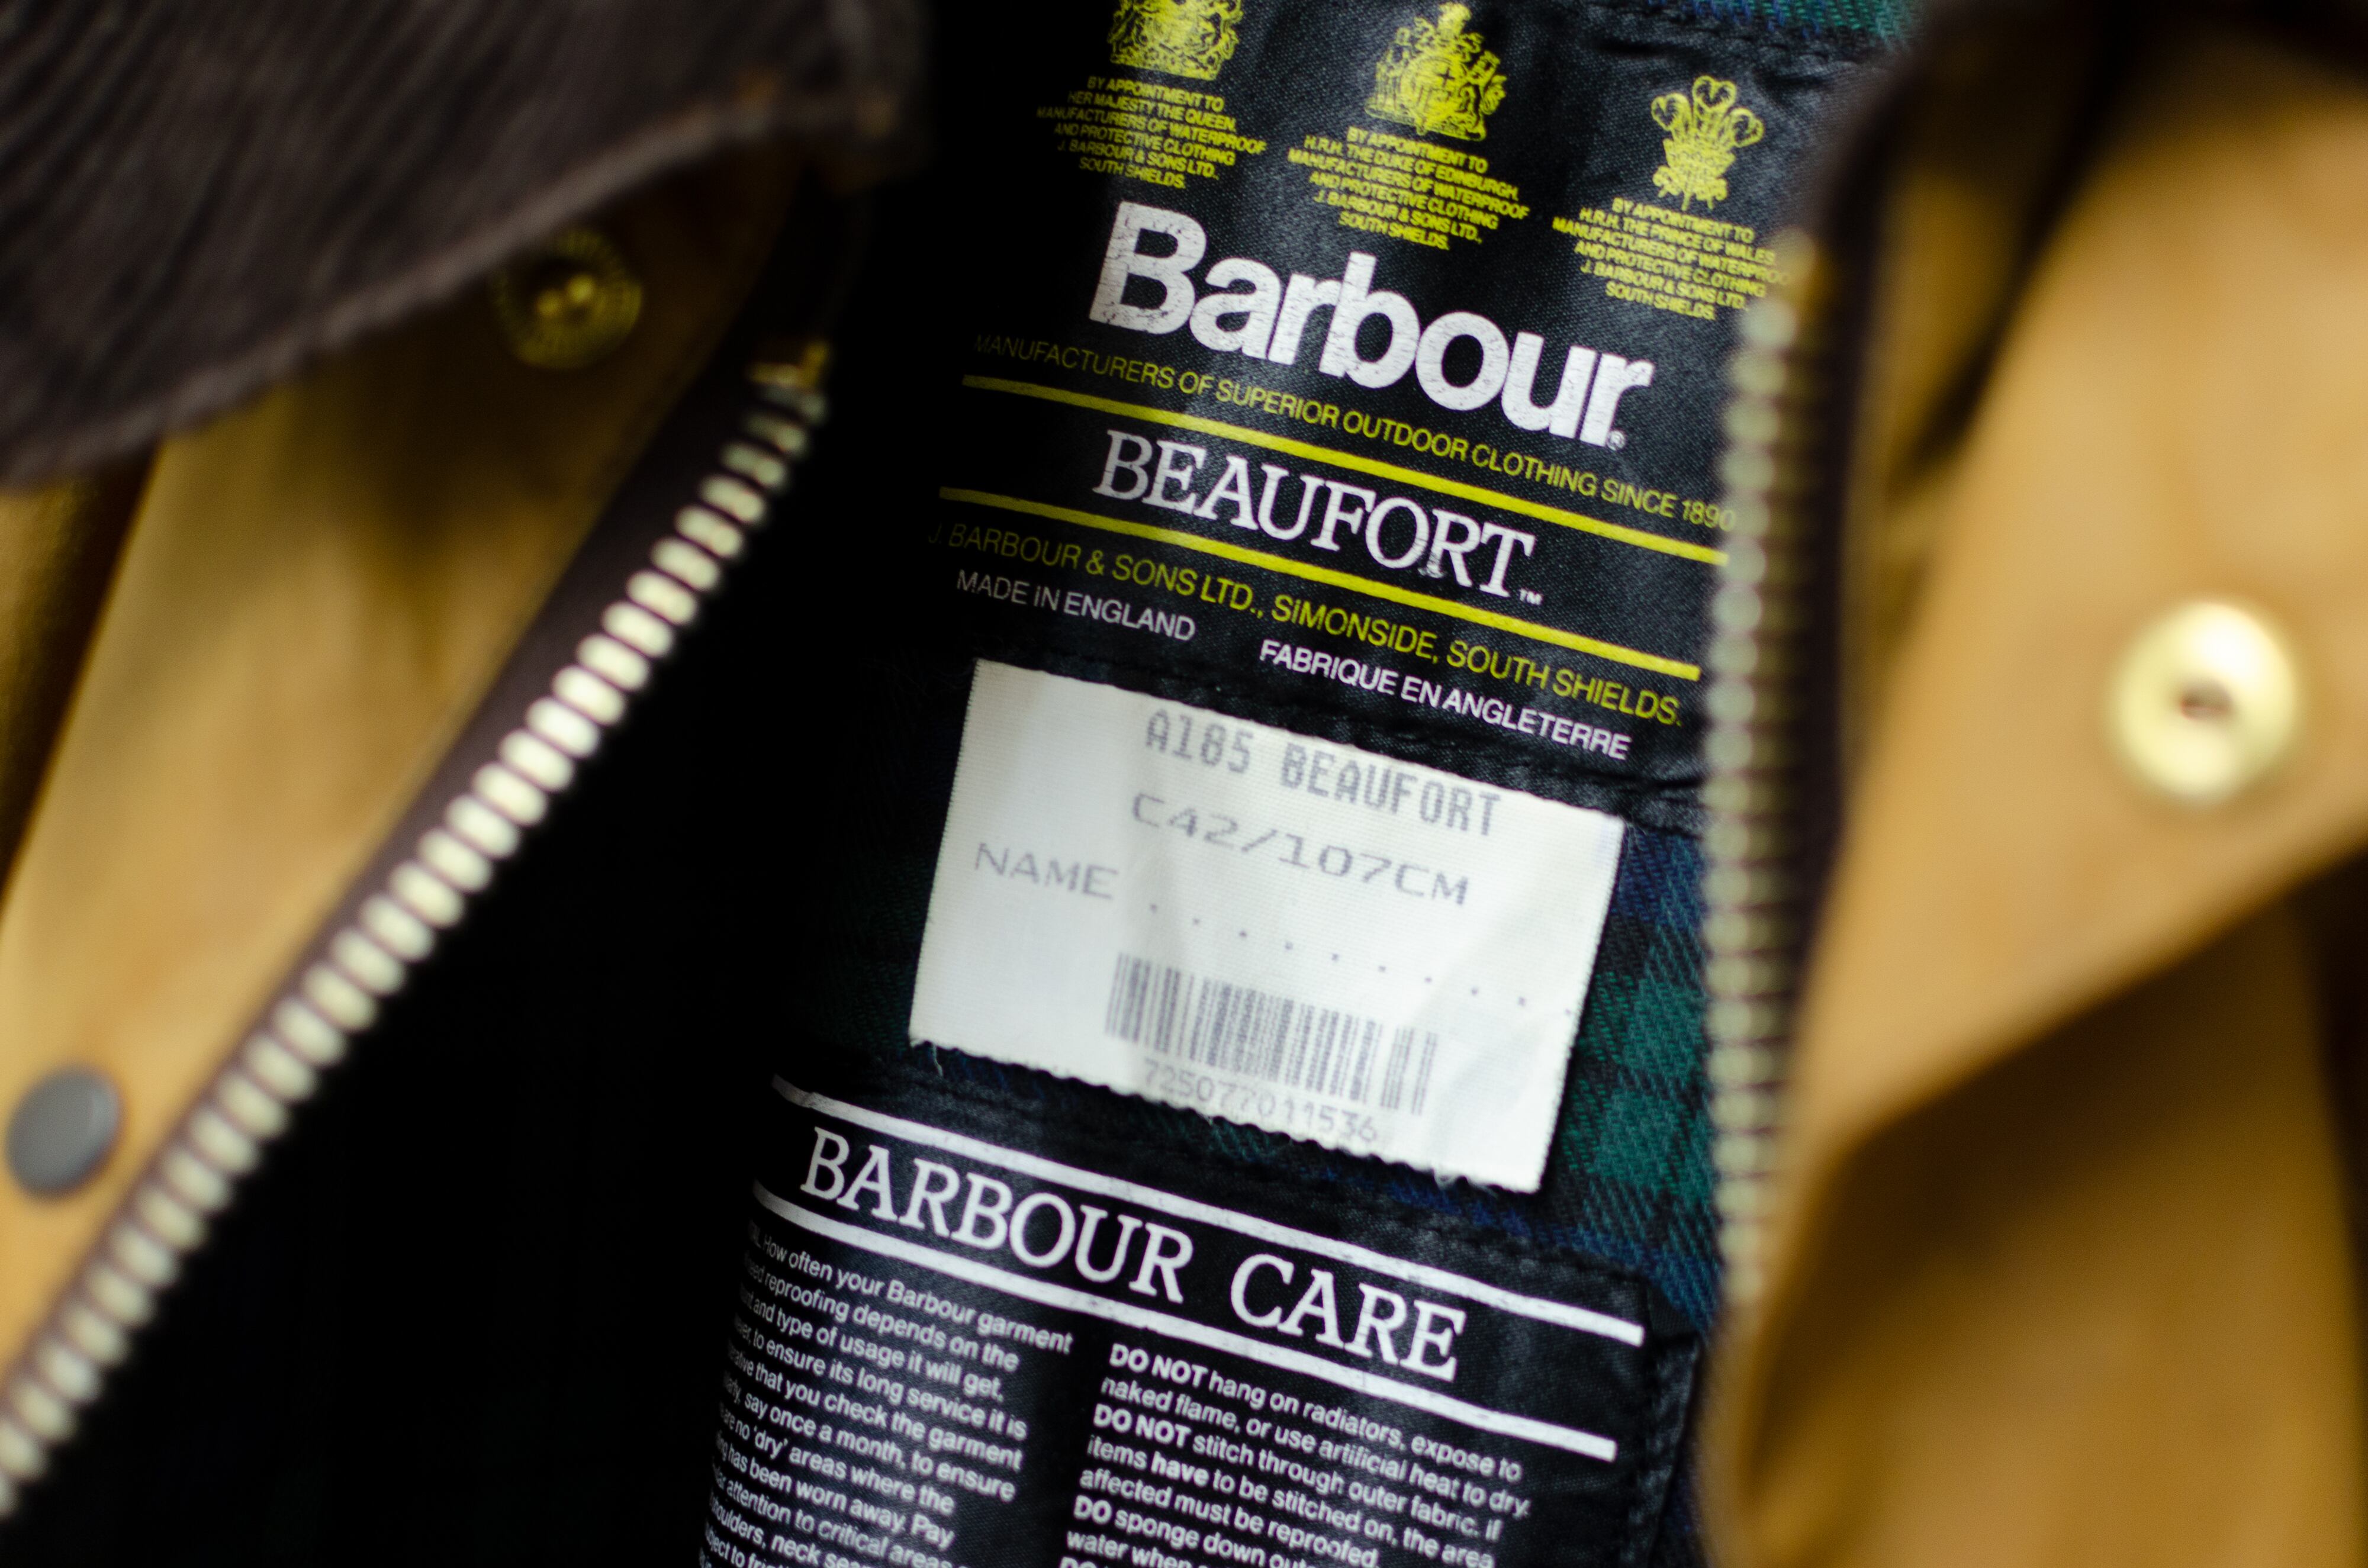 BY APPOINTMENT TO
HER MAJESTY THE QUEEN,
MANUFACTURERS OF WATERPROOF
AND PROTECTIVE CLOTHING
J. BARBOUR & SONS LTD.
SOUTH SHIELDS.
BY APPOINTMENT TO
H.R.H. THE DUKE OF EDINBURGH,
MANUFACTURERS OF WATERPROOF
AND PROTECTIVE CLOTHING
J. BARBOUR & SONS LTD.,
SOUTH SHIELDS.
BY APPOINTMENT TO
H.R.H. THE PRINCE OF WALES,
MANUFACTURERS OF WATERPROO
AND PROTECTIVE CLOTHING
J. BARBOUR & SONS LTD.
SOUTH SHIELDS.
Barbour®
MANUFACTURERS OF SUPERIOR OUTDOOR CLOTHING SINCE 1890
BEAUFORT™
J. BARBOUR & SONS LTD., SIMONSIDE, SOUTH SHIELDS.
MADE IN ENGLAND FABRIQUE EN ANGLETERRE
A185 BEAUFORT
C42/107CM
NAME . . . . . . . . . .
725077011536
BARBOUR CARE
How often your Barbour garment
reproofing depends on the
and type of usage it will get,
to ensure its long service it is
that you check the garment
say once a month, to ensure
no 'dry' areas where the
has been worn away. Pay
attention to critical areas
shoulders, neck
DO NOT hang on radiators, expose to
naked flame, or use artificial heat to dry.
DO NOT stitch through outer fabric. If
items have to be stitched on, the area
affected must be reproofed.
DO sponge down
water when